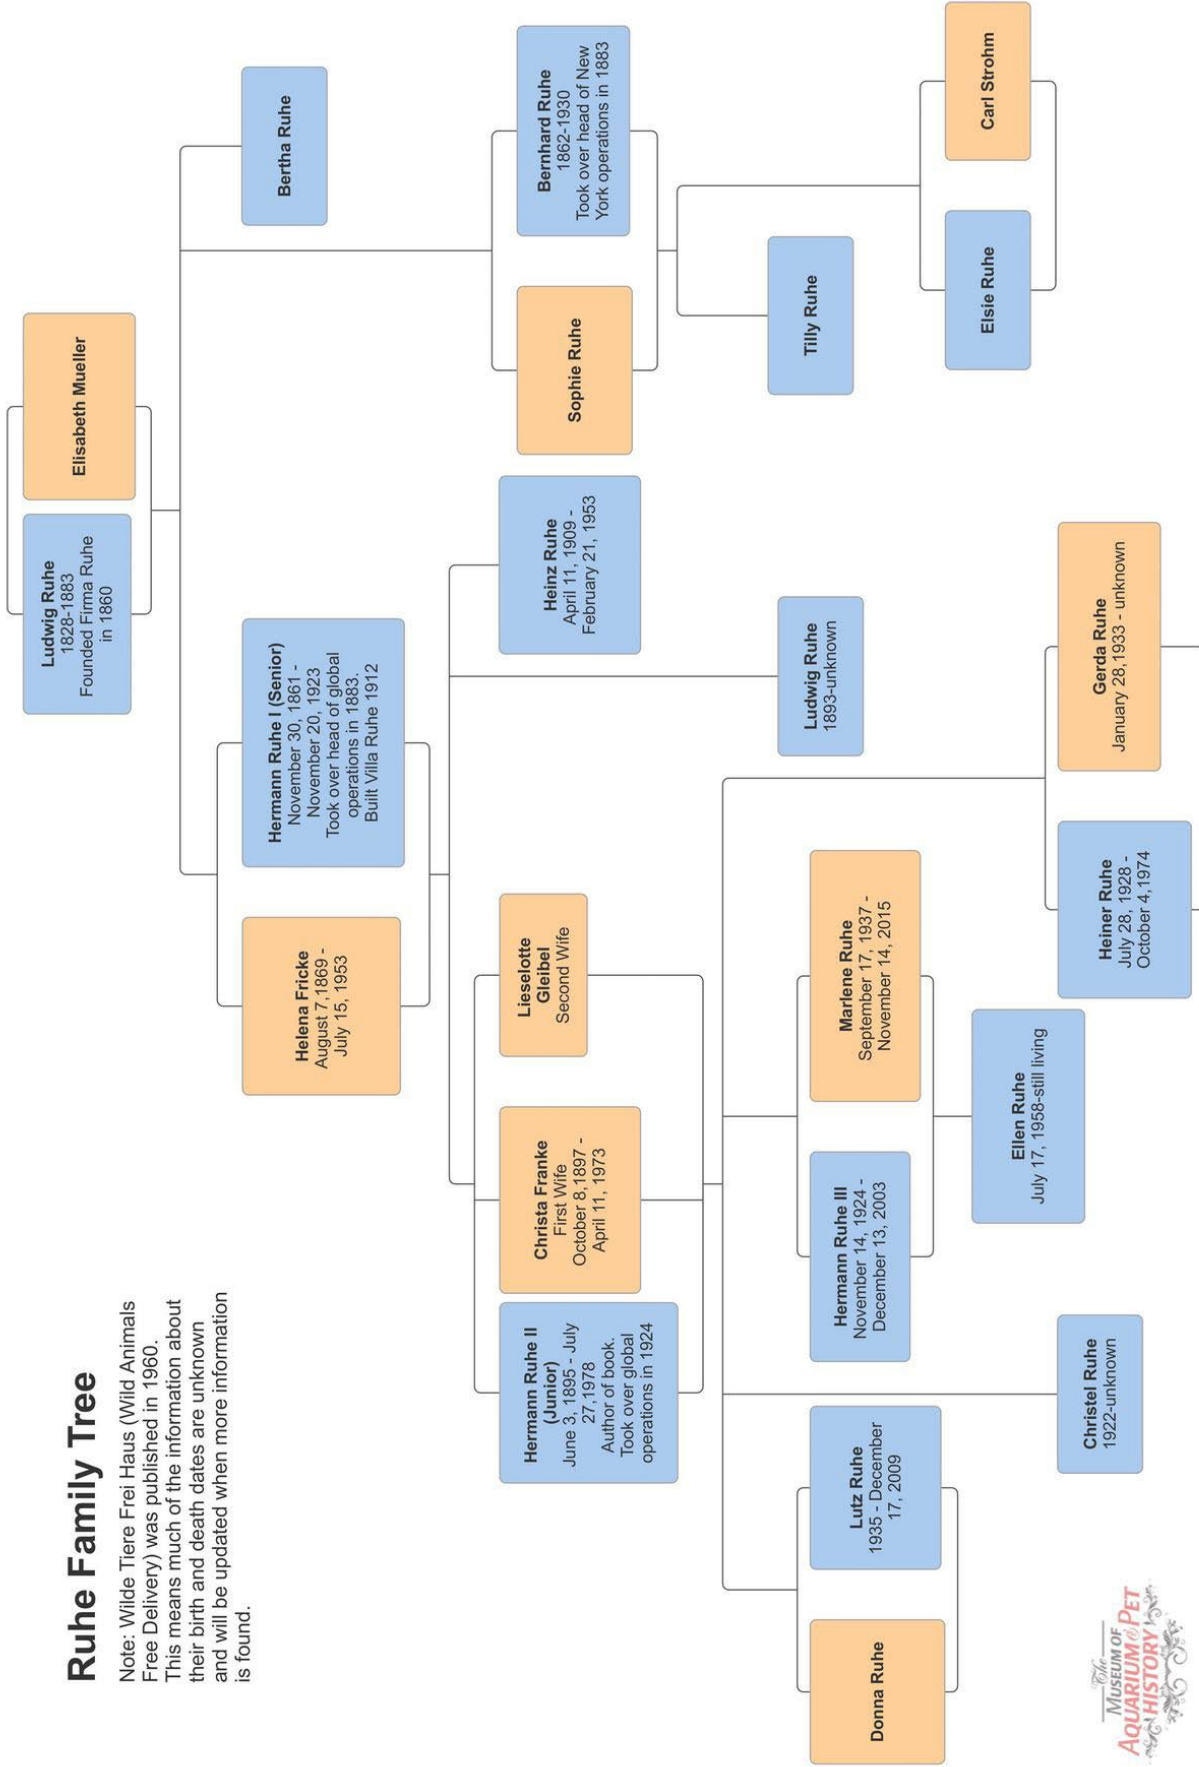 Ruhe Family Tree
Note: Wilde Tiere Frei Haus (Wild Animals
Free Delivery) was published in 1960.
This means much of the information about
their birth and death dates are unknown
and will be updated when more information
is found.
Ludwig Ruhe
1828-1883
Founded Firma Ruhe
in 1860
Elisabeth Mueller
Helena Fricke
August 7,1869 -
July 15, 1953
Hermann Ruhe I (Senior)
November 30, 1861 -
November 20, 1923
Took over head of global
operations in 1883.
Built Villa Ruhe 1912
Bertha Ruhe
Hermann Ruhe II
(Junior)
June 3, 1895 - July
27,1978
Author of book.
Took over global
operations in 1924
Christa Franke
First Wife
October 8,1897 -
April 11, 1973
Lieselotte
Gleibel
Second Wife
Heinz Ruhe
April 11, 1909 -
February 21, 1953
Sophie Ruhe
Bernhard Ruhe
1862-1930
Took over head of New
York operations in 1883
Ludwig Ruhe
1893-unknown
Tilly Ruhe
Donna Ruhe
Lutz Ruhe
1935 - December
17, 2009
Hermann Ruhe III
November 14, 1924 -
December 13, 2003
Marlene Ruhe
September 17, 1937 -
November 14, 2015
Elsie Ruhe
Carl Strohm
Ellen Ruhe
July 17, 1958-still living
Christel Ruhe
1922-unknown
Heiner Ruhe
July 28, 1928 -
October 4,1974
Gerda Ruhe
January 28,1933 - unknown
The
MUSEUM OF
AQUARIUM & PET
HISTORY